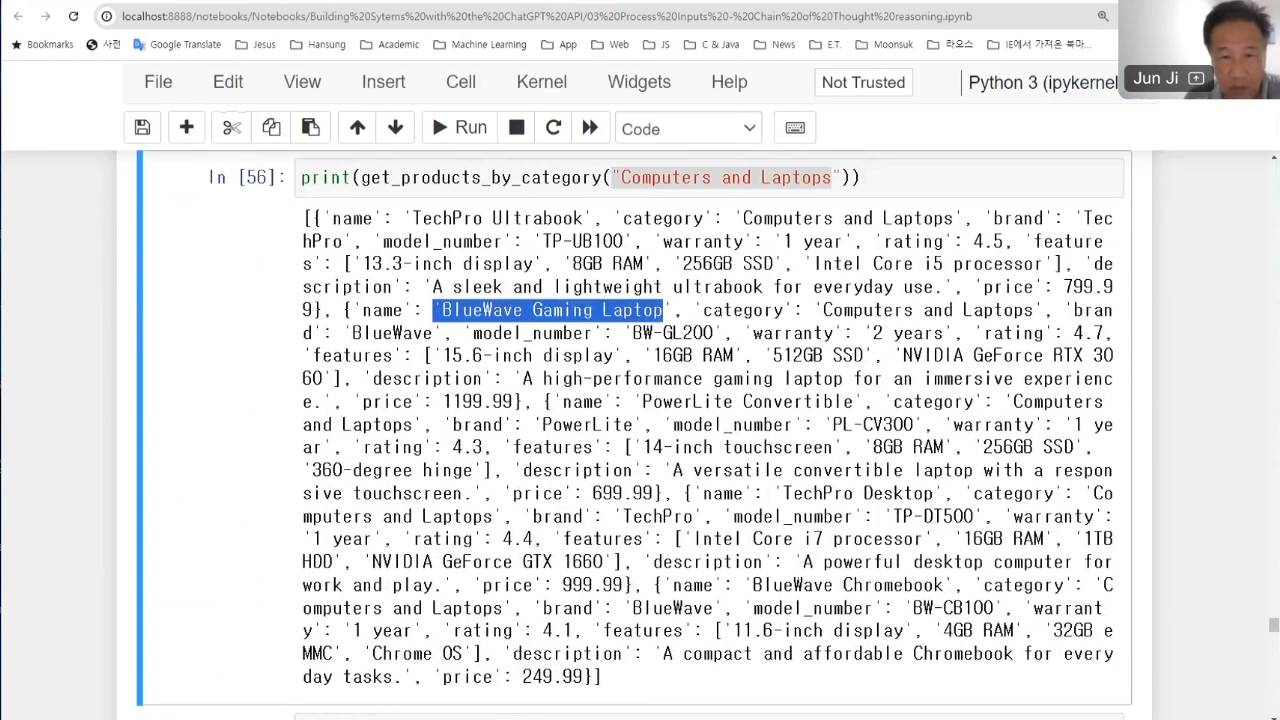 localhost:8888/notebooks/Notebooks/Building%20Sytems%20with%20the%20ChatGPT%20API/03%20Process%20Inputs%20-%20Chain%20of%20Thought%20reasoning.ipynb
Bookmarks 사전 Google Translate Jesus Hansung Academic Machine Learning App Web JS C & Java News E.T. Moonsuk 라오스 IE에서 가져온 북마...
Jun Ji
File Edit View Insert Cell Kernel Widgets Help Not Trusted Python 3 (ipykernel
Run Code
In [56]: print(get_products_by_category("Computers and Laptops"))
[{'name': 'TechPro Ultrabook', 'category': 'Computers and Laptops', 'brand': 'Tec
hPro', 'model_number': 'TP-UB100', 'warranty': '1 year', 'rating': 4.5, 'feature
s': ['13.3-inch display', '8GB RAM', '256GB SSD', 'Intel Core i5 processor'], 'de
scription': 'A sleek and lightweight ultrabook for everyday use.', 'price': 799.9
9}, {'name': 'BlueWave Gaming Laptop', 'category': 'Computers and Laptops', 'bran
d': 'BlueWave', 'model_number': 'BW-GL200', 'warranty': '2 years', 'rating': 4.7,
'features': ['15.6-inch display', '16GB RAM', '512GB SSD', 'NVIDIA GeForce RTX 30
60'], 'description': 'A high-performance gaming laptop for an immersive experienc
e.', 'price': 1199.99}, {'name': 'PowerLite Convertible', 'category': 'Computers
and Laptops', 'brand': 'PowerLite', 'model_number': 'PL-CV300', 'warranty': '1 ye
ar', 'rating': 4.3, 'features': ['14-inch touchscreen', '8GB RAM', '256GB SSD',
'360-degree hinge'], 'description': 'A versatile convertible laptop with a respon
sive touchscreen.', 'price': 699.99}, {'name': 'TechPro Desktop', 'category': 'Co
mputers and Laptops', 'brand': 'TechPro', 'model_number': 'TP-DT500', 'warranty':
'1 year', 'rating': 4.4, 'features': ['Intel Core i7 processor', '16GB RAM', '1TB
HDD', 'NVIDIA GeForce GTX 1660'], 'description': 'A powerful desktop computer for
work and play.', 'price': 999.99}, {'name': 'BlueWave Chromebook', 'category': 'C
omputers and Laptops', 'brand': 'BlueWave', 'model_number': 'BW-CB100', 'warrant
y': '1 year', 'rating': 4.1, 'features': ['11.6-inch display', '4GB RAM', '32GB e
MMC', 'Chrome OS'], 'description': 'A compact and affordable Chromebook for every
day tasks.', 'price': 249.99}]